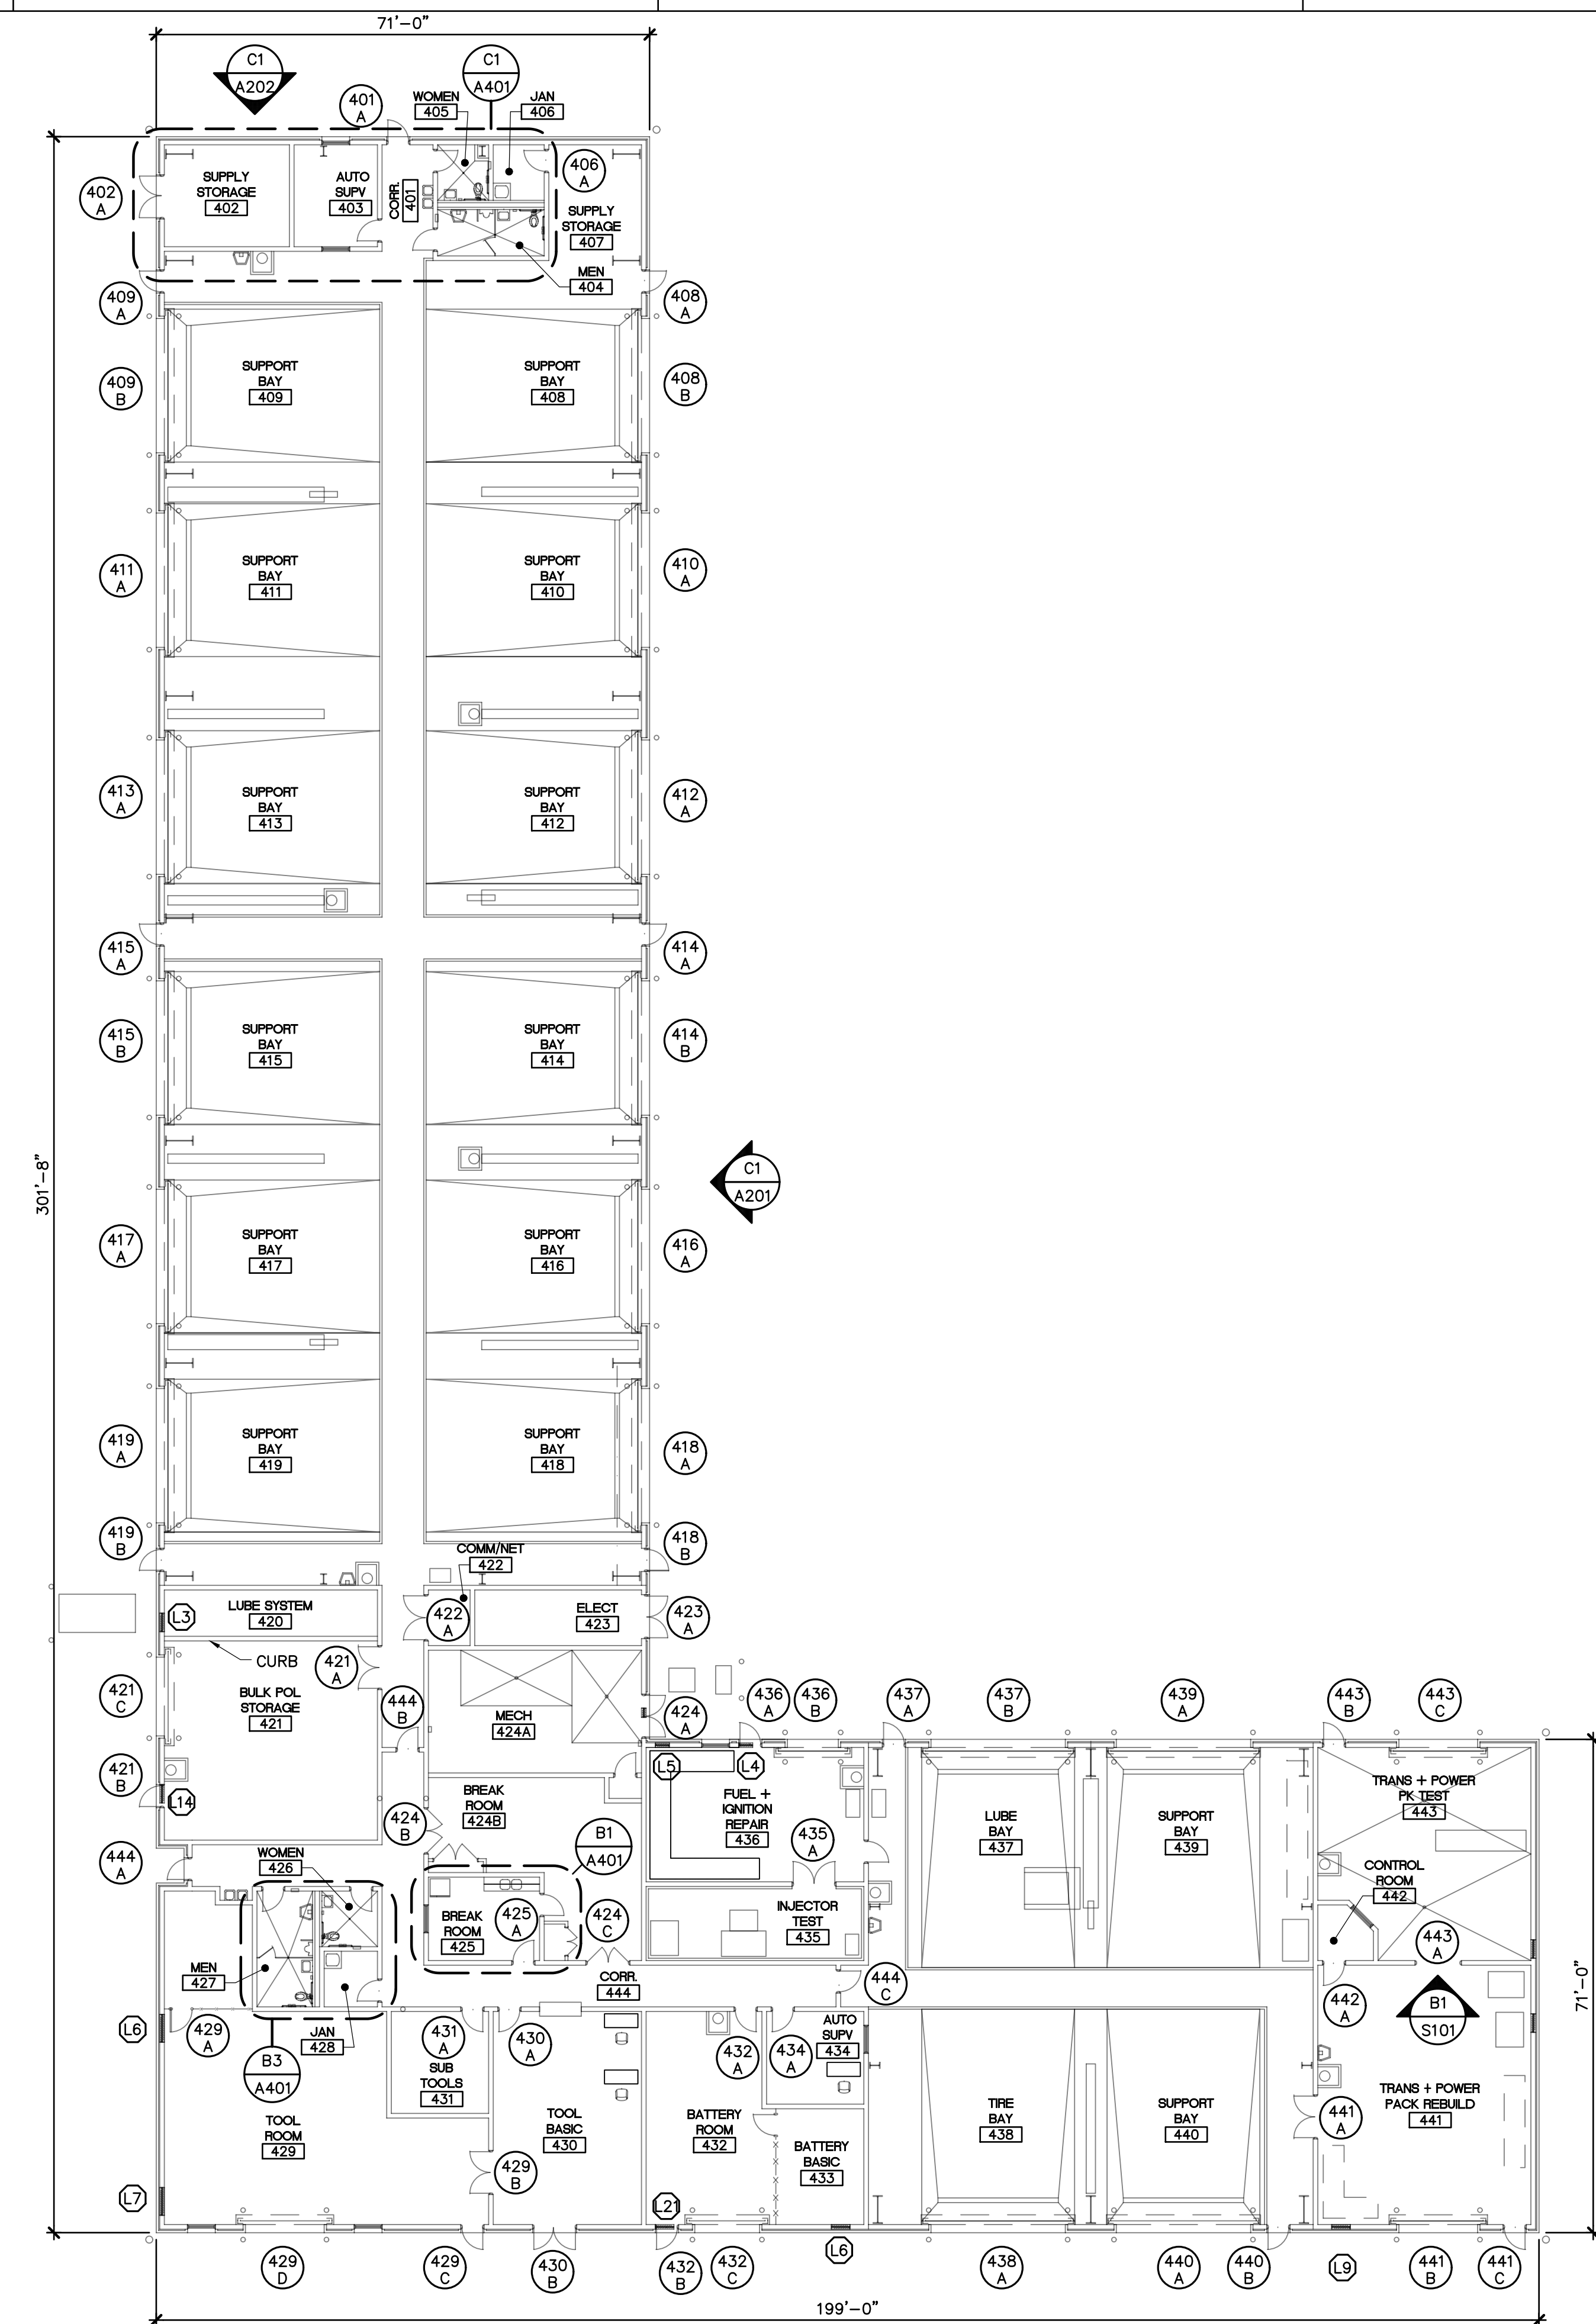 71'-0"
C1
A202
C1
A401
401
A
WOMEN
405
JAN
406
402
A
SUPPLY
STORAGE
402
AUTO
SUPV
403
CORR.
401
406
A
SUPPLY
STORAGE
407
MEN
404
409
A
408
A
409
B
SUPPORT
BAY
409
SUPPORT
BAY
408
408
B
411
A
SUPPORT
BAY
411
SUPPORT
BAY
410
410
A
413
A
SUPPORT
BAY
413
SUPPORT
BAY
412
412
A
415
A
414
A
415
B
SUPPORT
BAY
415
SUPPORT
BAY
414
414
B
301'-8"
C1
A201
417
A
SUPPORT
BAY
417
SUPPORT
BAY
416
416
A
419
A
SUPPORT
BAY
419
SUPPORT
BAY
418
418
A
419
B
418
B
COMM/NET
422
L3
LUBE SYSTEM
420
422
A
ELECT
423
423
A
CURB
421
A
421
C
BULK POL
STORAGE
421
444
B
MECH
424A
424
A
436
A
436
B
437
A
437
B
439
A
443
B
443
C
421
B
L14
L5
L4
BREAK
ROOM
424B
424
B
FUEL +
IGNITION
REPAIR
436
435
A
LUBE
BAY
437
SUPPORT
BAY
439
TRANS + POWER
PK TEST
443
B1
A401
444
A
WOMEN
426
CONTROL
ROOM
442
BREAK
ROOM
425
425
A
424
C
INJECTOR
TEST
435
443
A
MEN
427
CORR.
444
444
C
442
A
B1
S101
71'-0"
L6
429
A
JAN
428
431
A
430
A
432
A
434
A
AUTO
SUPV
434
B3
A401
SUB
TOOLS
431
TOOL
ROOM
429
TOOL
BASIC
430
BATTERY
ROOM
432
BATTERY
BASIC
433
TIRE
BAY
438
SUPPORT
BAY
440
441
A
TRANS + POWER
PACK REBUILD
441
429
B
L7
L21
L6
429
D
429
C
430
B
432
B
432
C
438
A
440
A
440
B
L9
441
B
441
C
199'-0"